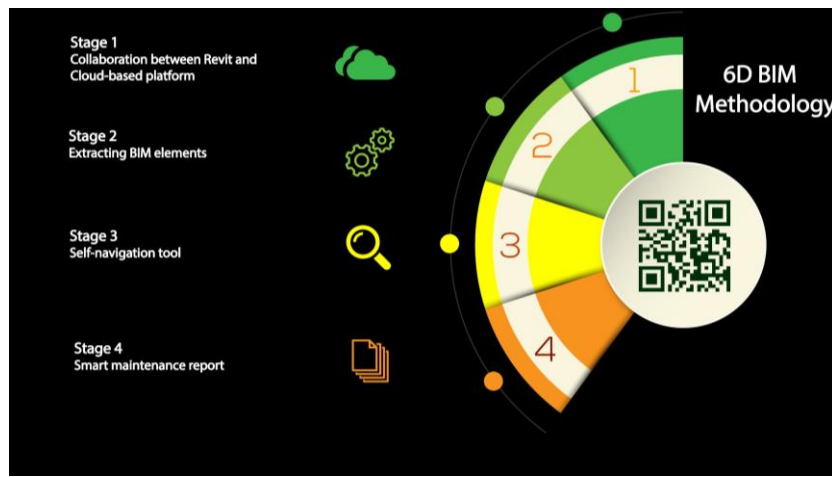 Stage 1
Collaboration between Revit and
Cloud-based platform
Stage 2
Extracting BIM elements
Stage 3
Self-navigation tool
Stage 4
Smart maintenance report
1
2
3
4
6D BIM
Methodology